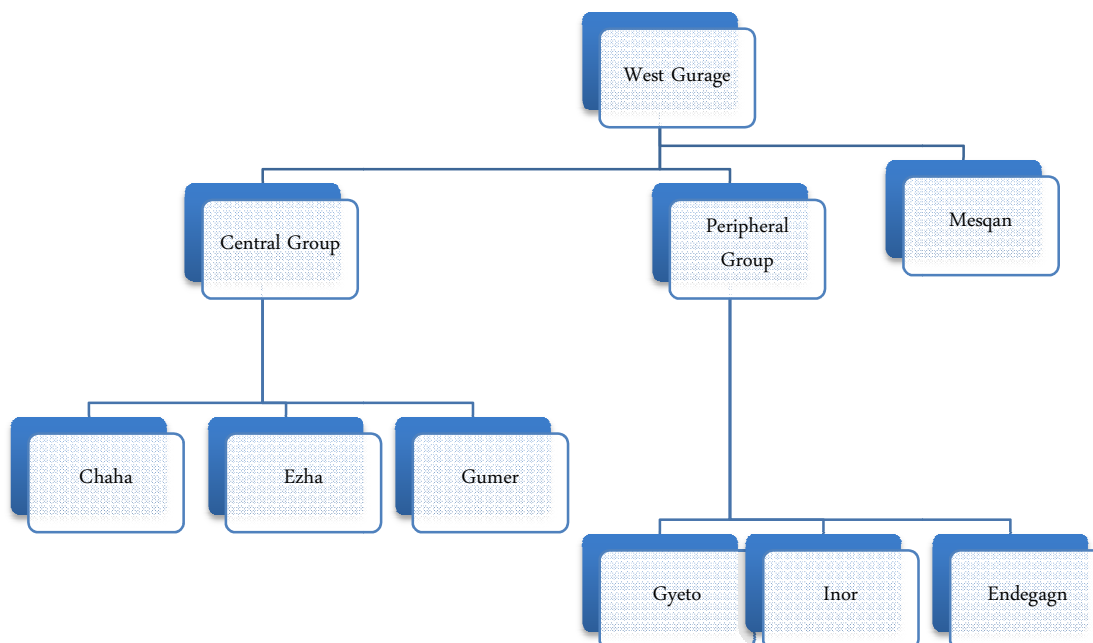 West Gurage
Mesqan
Central Group
Peripheral
Group
Chaha
Ezha
Gumer
Gyeto
Inor
Endegagn